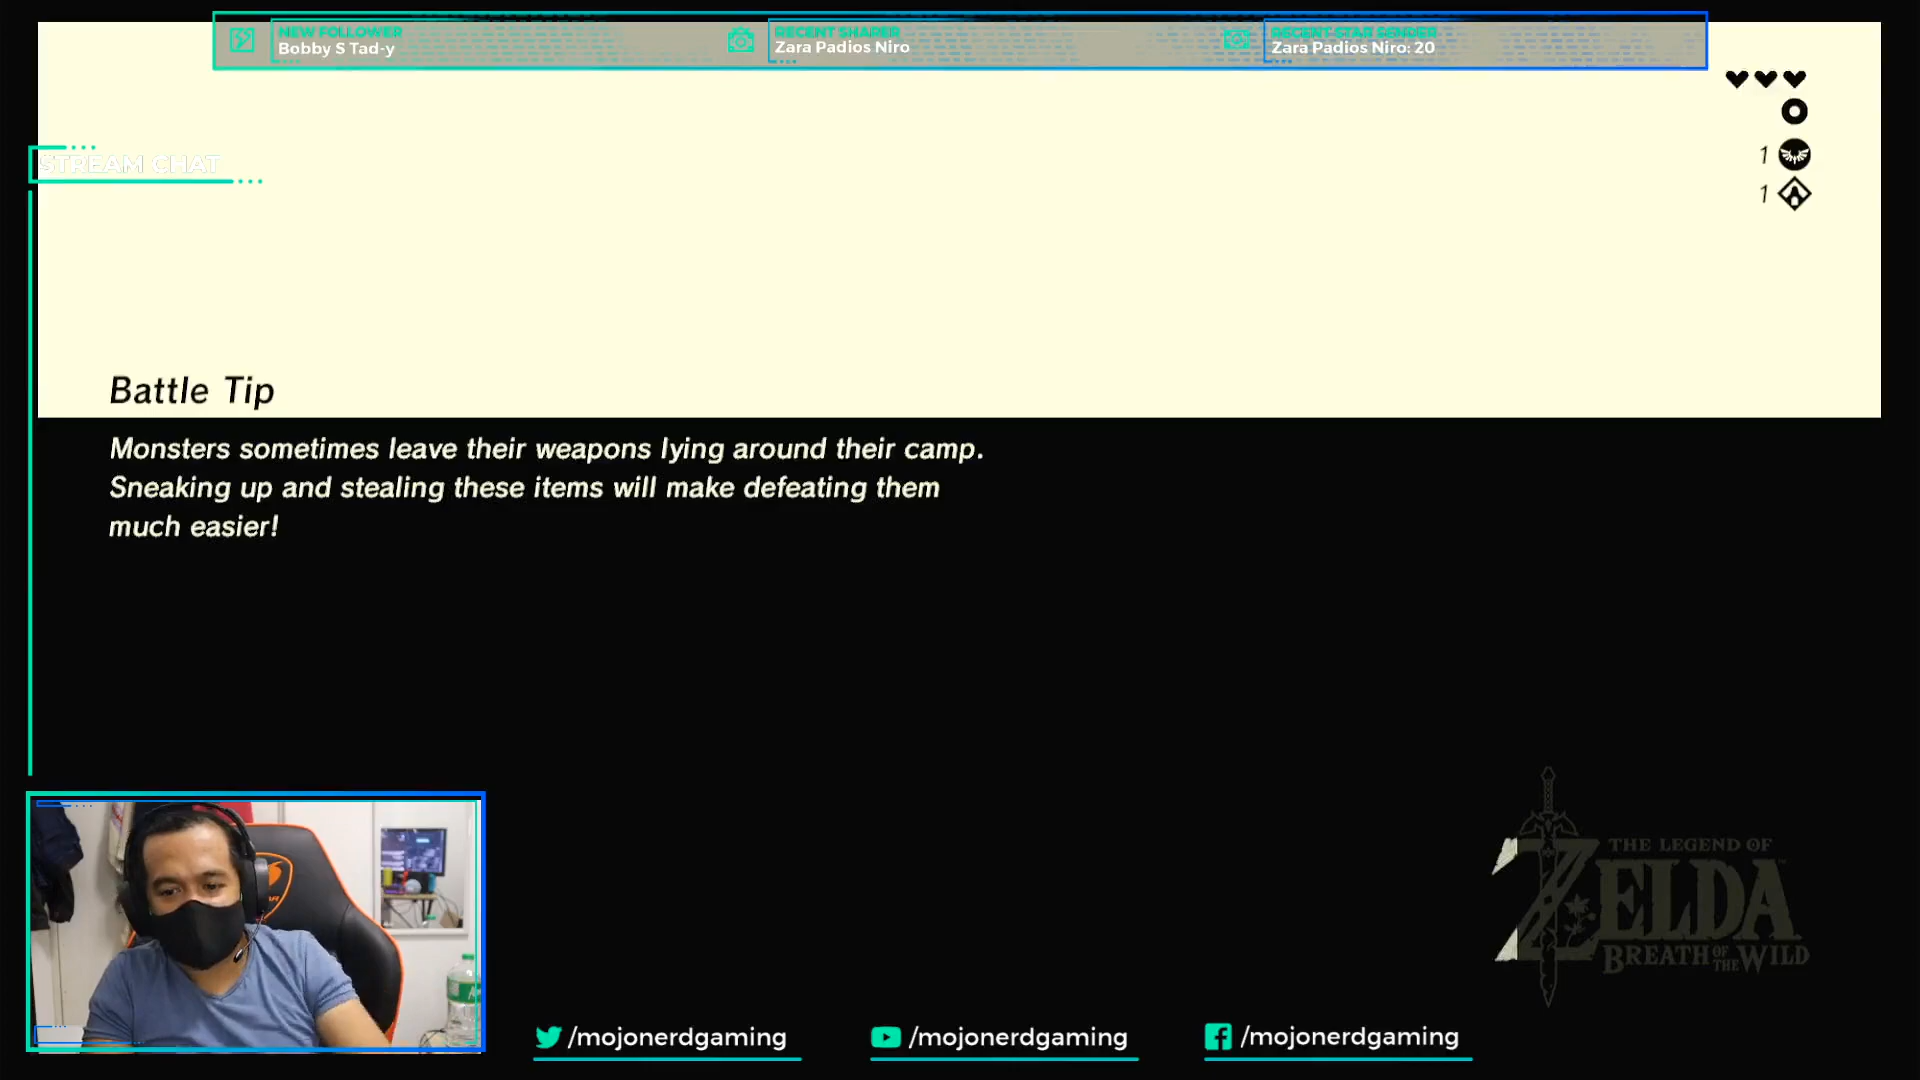 NEW FOLLOWER
Bobby S Tad-y
RECENT SHARER
Zara Padios Niro
RECENT STAR SENDER
Zara Padios Niro: 20
STREAM CHAT
1
1
Battle Tip
Monsters sometimes leave their weapons lying around their camp.
Sneaking up and stealing these items will make defeating them
much easier!
THE LEGEND OF
ZELDA
BREATH OF THE WILD
/mojonerdgaming
/mojonerdgaming
/mojonerdgaming